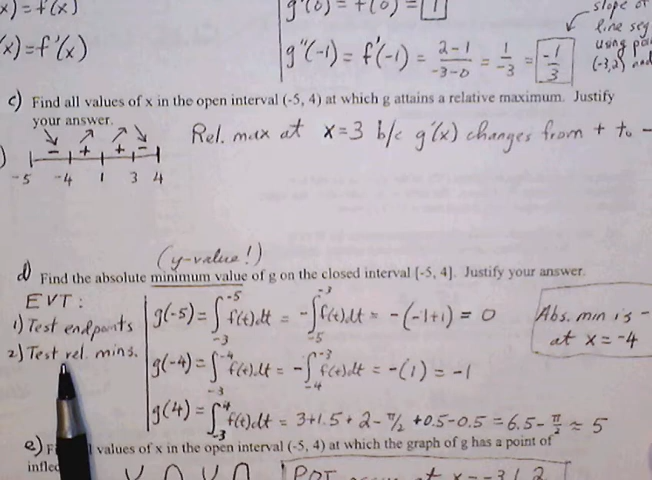 x) = f(x)
g'(0) = f(0) = 1
slope of
line seg
using poi
(-3,2) and
(x) = f'(x)
g"(-1) = f'(-1) = 2-1/-3-0 = 1/-3 = -1/3
c) Find all values of x in the open interval (-5, 4) at which g attains a relative maximum. Justify
your answer.
Rel. max at x=3 b/c g'(x) changes from + to -
- + + -
-5 -4 1 3 4
(y-value!)
d) Find the absolute minimum value of g on the closed interval [-5, 4]. Justify your answer.
EVT:
1) Test endpoints
2) Test rel. mins.
g(-5) = ∫_{-3}^{-5} f(t)dt = -∫_{-5}^{-3} f(t)dt = -(-1+1) = 0
g(-4) = ∫_{-3}^{-4} f(t)dt = -∫_{-4}^{-3} f(t)dt = -(1) = -1
g(4) = ∫_{-3}^{4} f(t)dt = 3+1.5+2-π/2+0.5-0.5 = 6.5-π/2 ≈ 5
Abs. min is -
at x=-4
e) values of x in the open interval (-5, 4) at which the graph of g has a point of
inflec